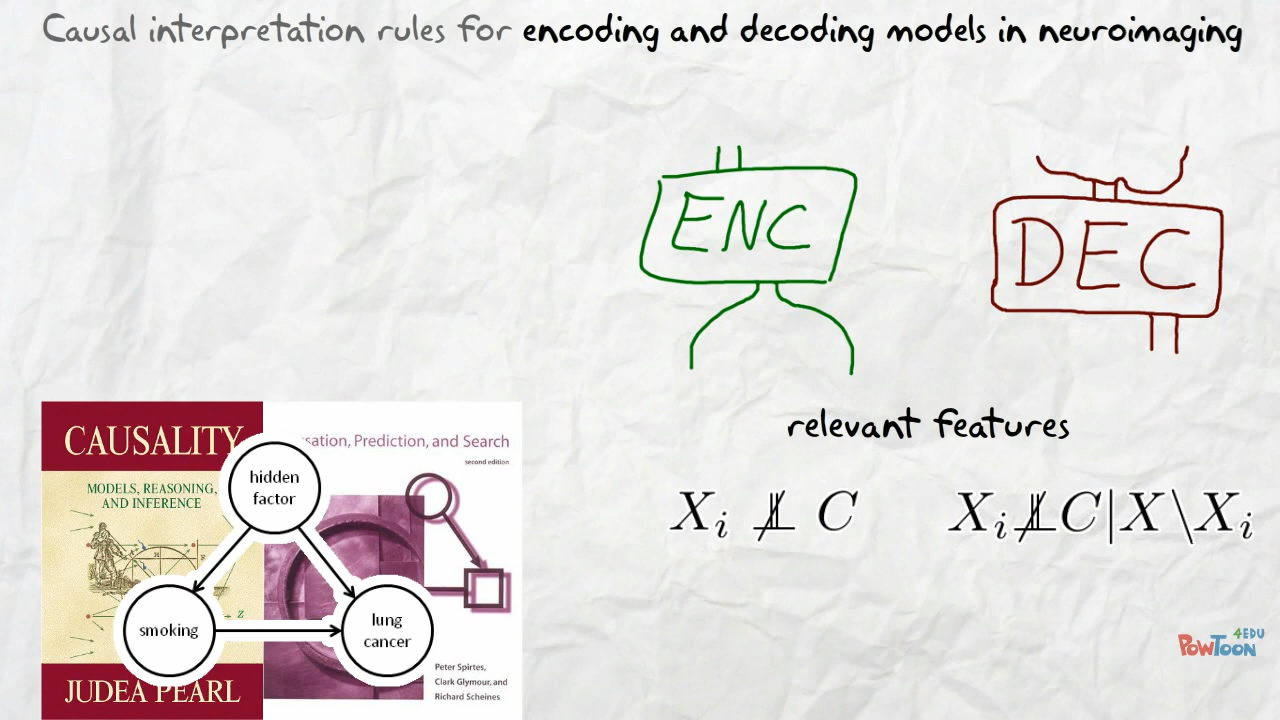 Causal interpretation rules for encoding and decoding models in neuroimaging
ENC
DEC
relevant features
X_i ⫫̸ C
X_i ⫫̸ C|X\X_i
CAUSALITY
MODELS, REASONING,
AND INFERENCE
JUDEA PEARL
Prediction, and Search
second edition
Peter Spirtes,
Clark Glymour, and
Richard Scheines
hidden
factor
smoking
lung
cancer
Z
POWTOON
4EDU